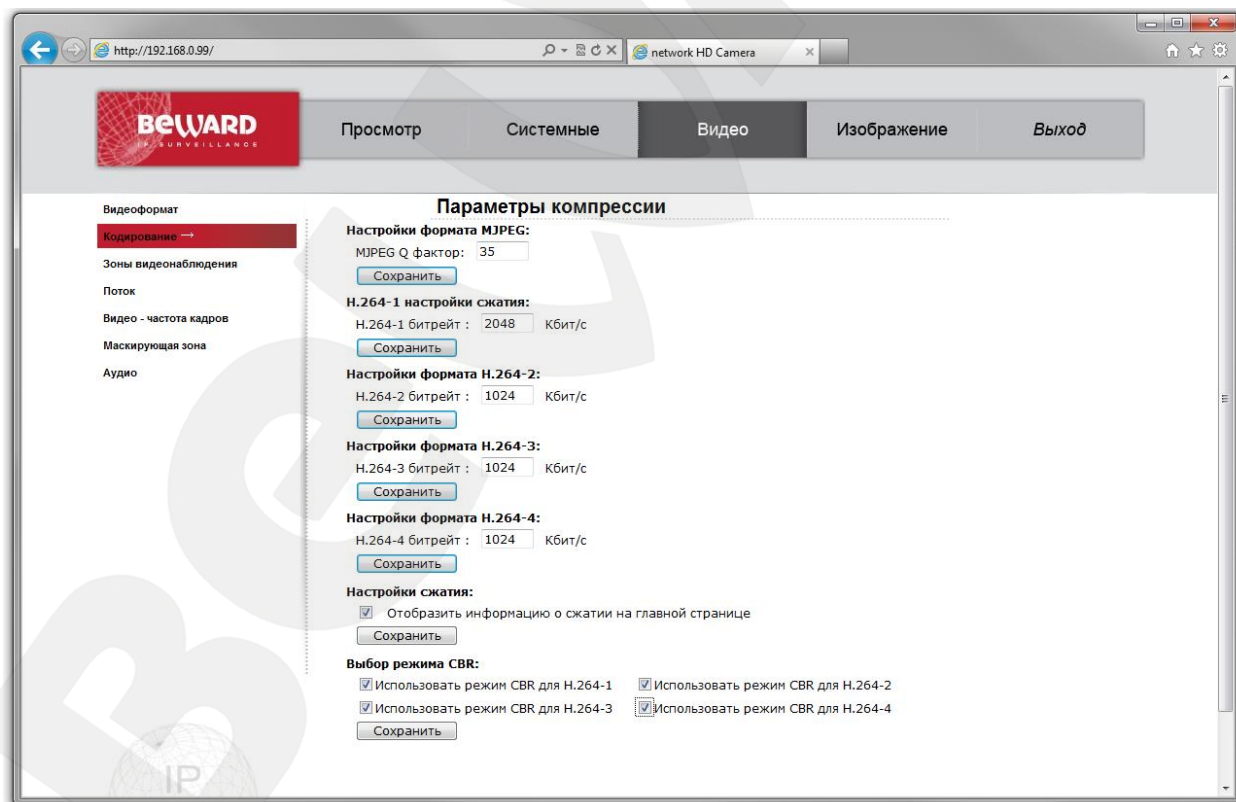 http://192.168.0.99/
network HD Camera
BEWARD
IP SURVEILLANCE
Просмотр
Системные
Видео
Изображение
Выход
Видеоформат
Кодирование →
Зоны видеонаблюдения
Поток
Видео - частота кадров
Маскирующая зона
Аудио
Параметры компрессии
Настройки формата MJPEG:
MJPEG Q фактор: 35
Сохранить
H.264-1 настройки сжатия:
H.264-1 битрейт : 2048 Кбит/с
Сохранить
Настройки формата H.264-2:
H.264-2 битрейт : 1024 Кбит/с
Сохранить
Настройки формата H.264-3:
H.264-3 битрейт : 1024 Кбит/с
Сохранить
Настройки формата H.264-4:
H.264-4 битрейт : 1024 Кбит/с
Сохранить
Настройки сжатия:
Отобразить информацию о сжатии на главной странице
Сохранить
Выбор режима CBR:
Использовать режим CBR для H.264-1 Использовать режим CBR для H.264-2
Использовать режим CBR для H.264-3 Использовать режим CBR для H.264-4
Сохранить
IP